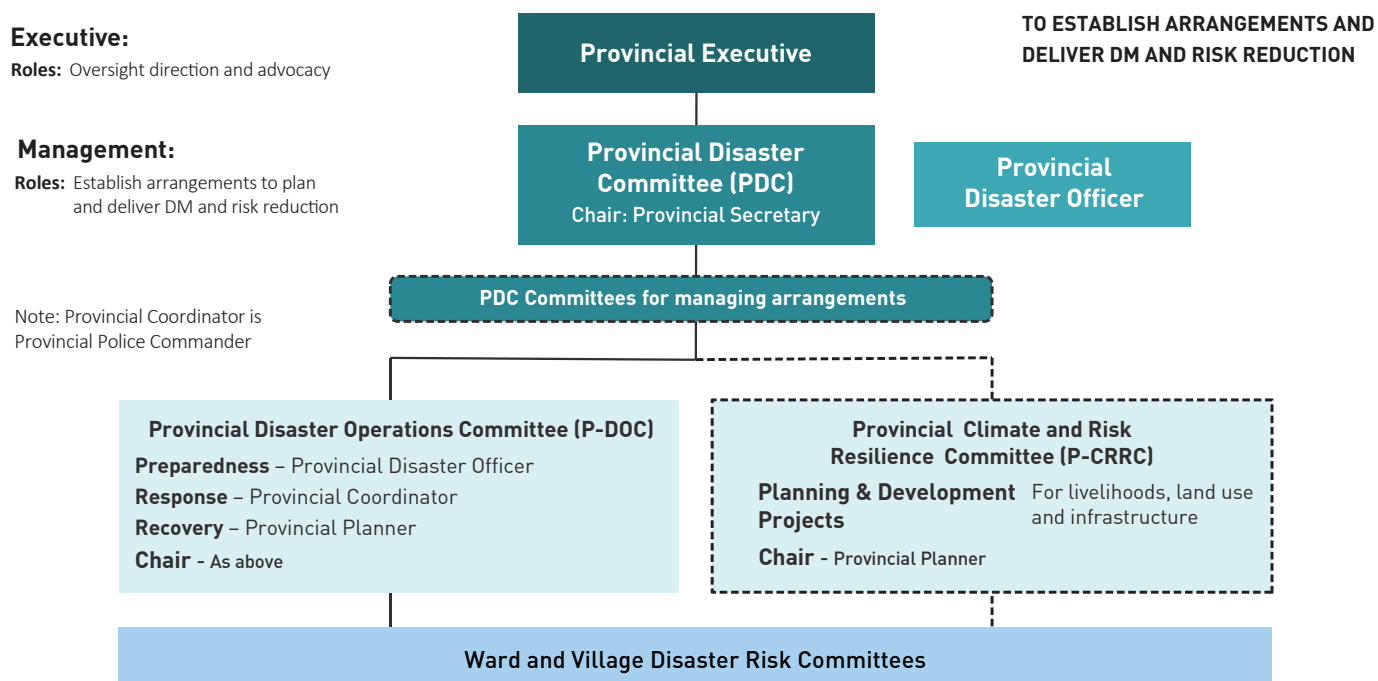 Executive:
Roles: Oversight direction and advocacy
Provincial Executive
TO ESTABLISH ARRANGEMENTS AND
DELIVER DM AND RISK REDUCTION
Management:
Roles: Establish arrangements to plan
and deliver DM and risk reduction
Provincial Disaster
Committee (PDC)
Chair: Provincial Secretary
Provincial
Disaster Officer
PDC Committees for managing arrangements
Note: Provincial Coordinator is
Provincial Police Commander
Provincial Disaster Operations Committee (P-DOC)
Preparedness – Provincial Disaster Officer
Response – Provincial Coordinator
Recovery – Provincial Planner
Chair - As above
Provincial Climate and Risk
Resilience Committee (P-CRRC)
Planning & Development
Projects
For livelihoods, land use
and infrastructure
Chair - Provincial Planner
Ward and Village Disaster Risk Committees